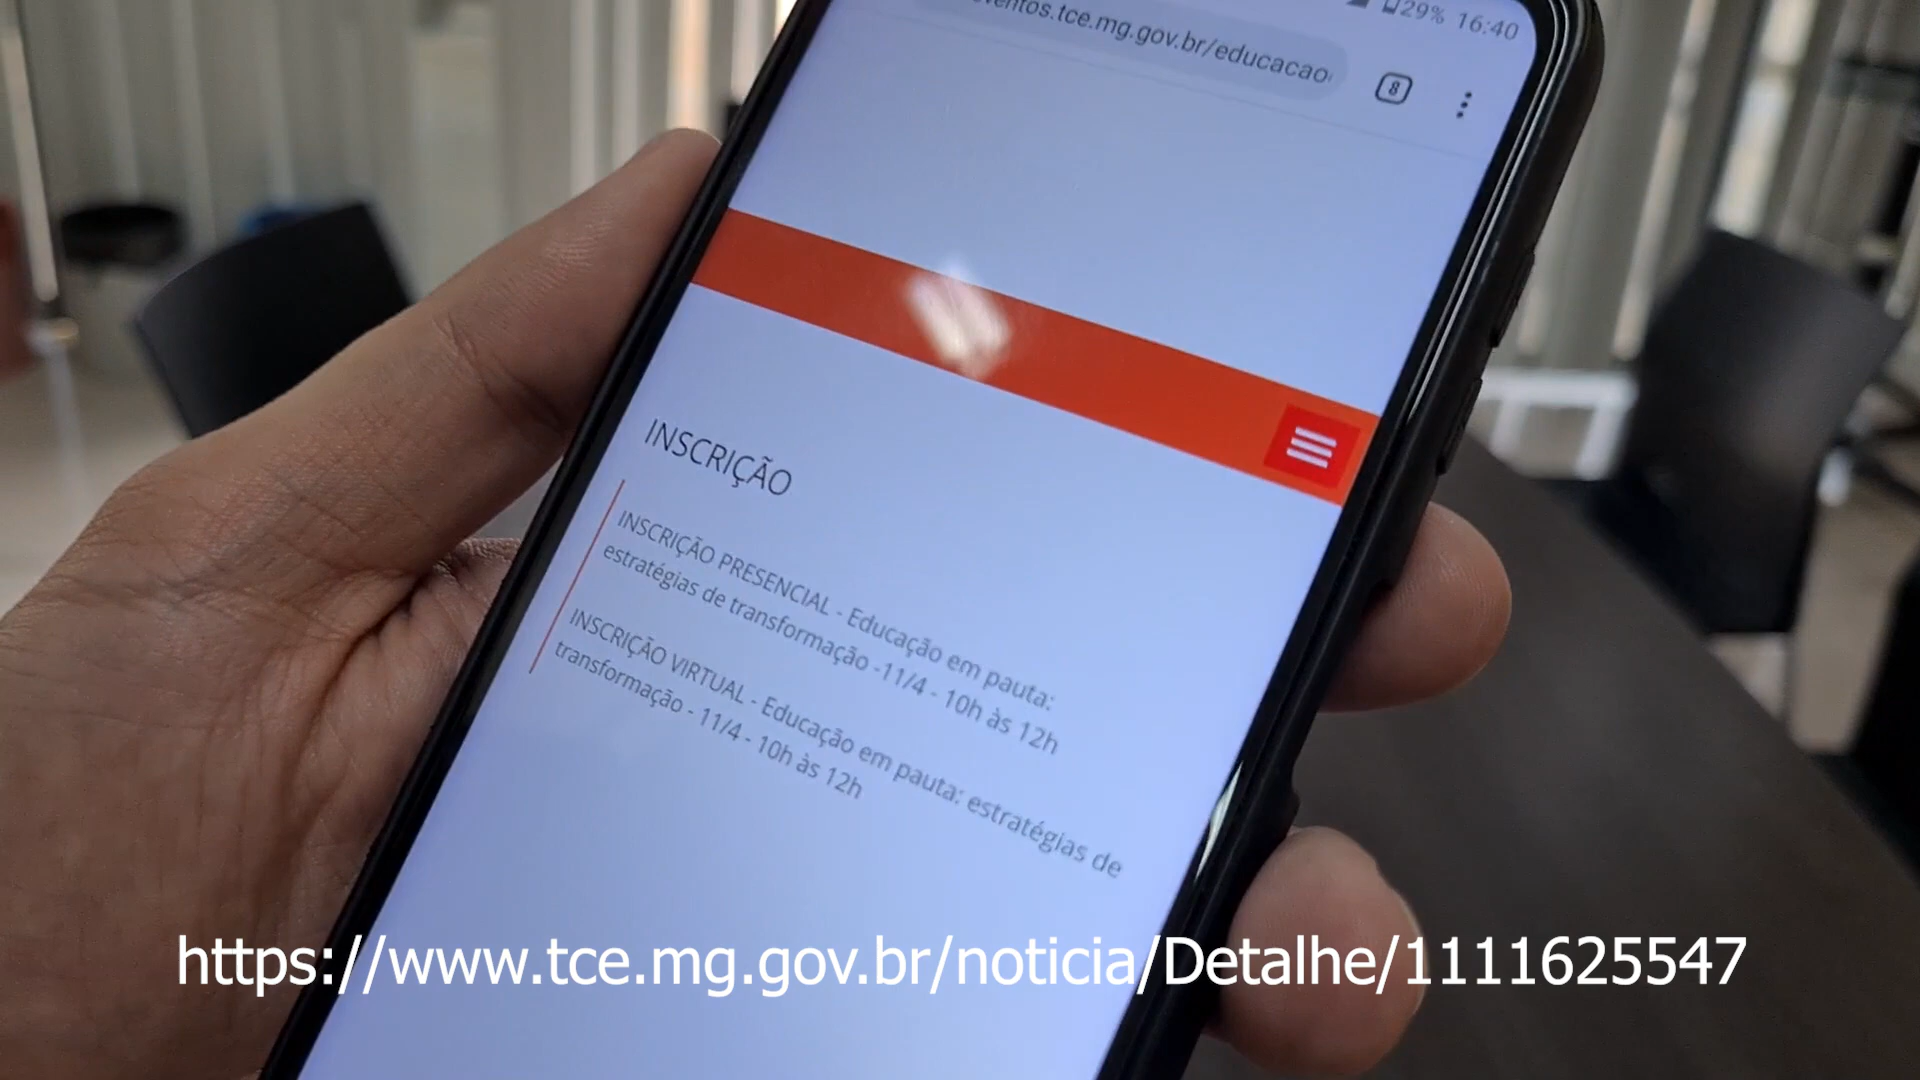 eventos.tce.mg.gov.br/educacao
29% 16:40
8
INSCRIÇÃO
INSCRIÇÃO PRESENCIAL - Educação em pauta:
estratégias de transformação -11/4 - 10h às 12h
INSCRIÇÃO VIRTUAL - Educação em pauta: estratégias de
transformação - 11/4 - 10h às 12h
https://www.tce.mg.gov.br/noticia/Detalhe/1111625547